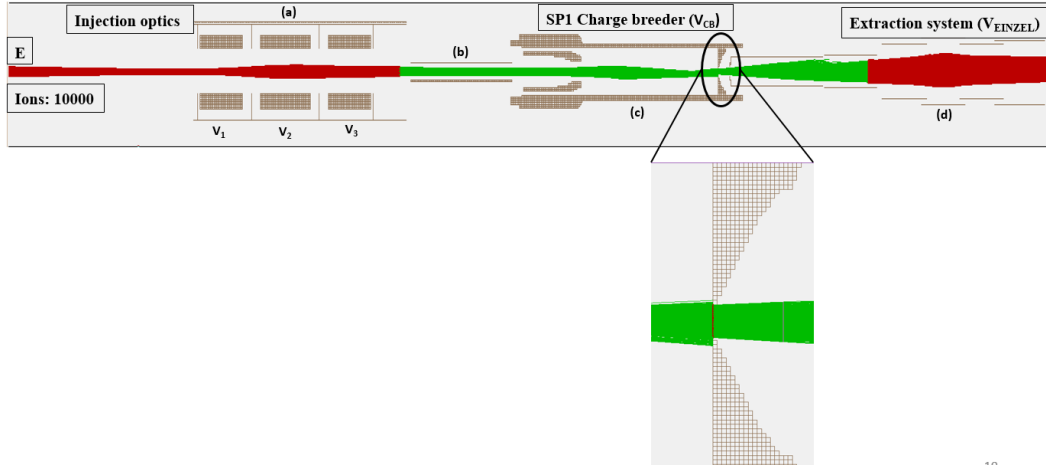 (a)
Injection optics
SP1 Charge breeder (VCB)
Extraction system (VEINZEL)
E
(b)
Ions: 10000
V1
V2
V3
(c)
(d)